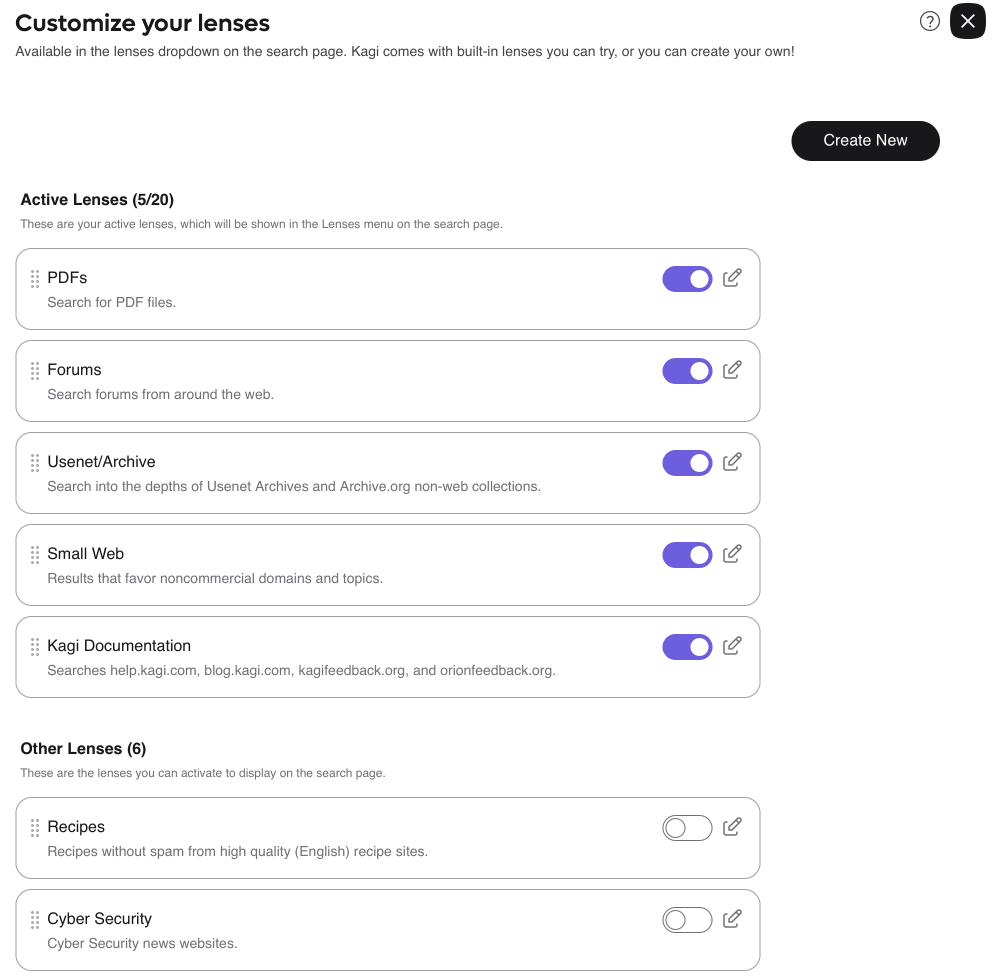 Customize your lenses
Available in the lenses dropdown on the search page. Kagi comes with built-in lenses you can try, or you can create your own!
Create New
Active Lenses (5/20)
These are your active lenses, which will be shown in the Lenses menu on the search page.
PDFs
Search for PDF files.
Forums
Search forums from around the web.
Usenet/Archive
Search into the depths of Usenet Archives and Archive.org non-web collections.
Small Web
Results that favor noncommercial domains and topics.
Kagi Documentation
Searches help.kagi.com, blog.kagi.com, kagifeedback.org, and orionfeedback.org.
Other Lenses (6)
These are the lenses you can activate to display on the search page.
Recipes
Recipes without spam from high quality (English) recipe sites.
Cyber Security
Cyber Security news websites.